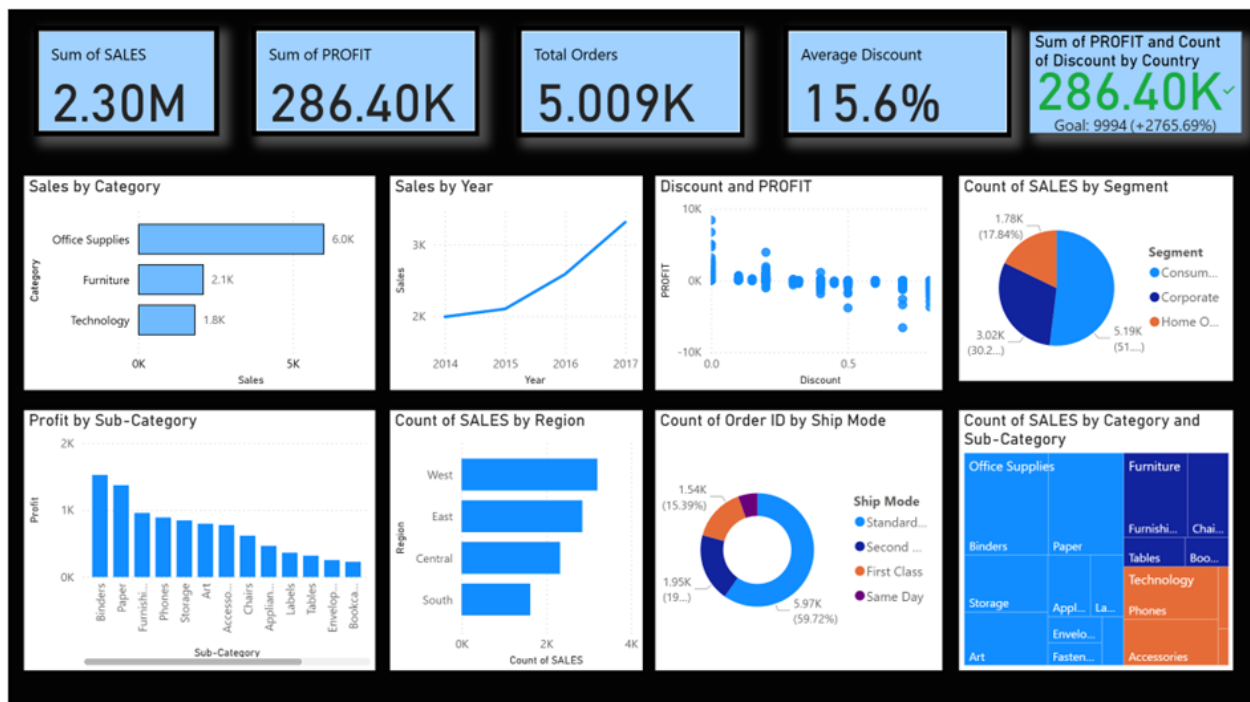 Sum of SALES
2.30M
Sum of PROFIT
286.40K
Total Orders
5.009K
Average Discount
15.6%
Sum of PROFIT and Count
of Discount by Country
286.40K
Goal: 9994 (+2765.69%)
Sales by Category
Category
Office Supplies
6.0K
Furniture
2.1K
Technology
1.8K
0K
5K
Sales
Sales by Year
Sales
3K
2K
2014
2015
2016
2017
Year
Discount and PROFIT
PROFIT
10K
0K
-10K
0.0
0.5
Discount
Count of SALES by Segment
1.78K
(17.84%)
3.02K
(30.2...)
5.19K
(51....)
Segment
Consum...
Corporate
Home O...
Profit by Sub-Category
Profit
2K
1K
0K
Binders
Paper
Furnishi...
Phones
Storage
Art
Accesso...
Chairs
Applian...
Labels
Tables
Envelop...
Bookca...
Sub-Category
Count of SALES by Region
Region
West
East
Central
South
0K
2K
4K
Count of SALES
Count of Order ID by Ship Mode
1.54K
(15.39%)
1.95K
(19...)
5.97K
(59.72%)
Ship Mode
Standard...
Second ...
First Class
Same Day
Count of SALES by Category and
Sub-Category
Office Supplies
Binders
Paper
Storage
Appl...
La...
Envelo...
Art
Fasten...
Furniture
Furnishi...
Chai...
Tables
Boo...
Technology
Phones
Accessories